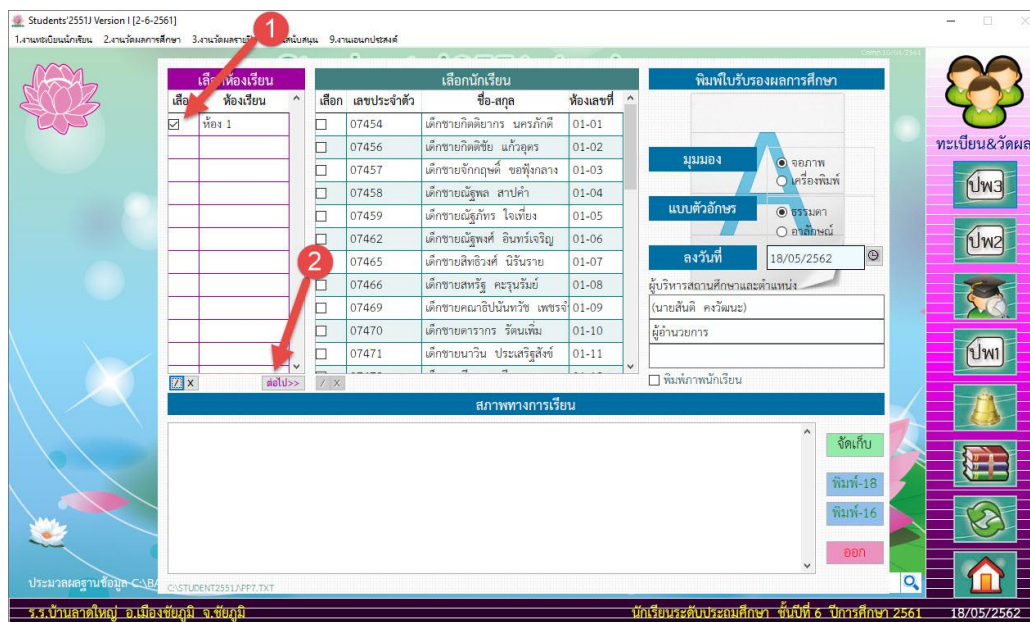 Students'2551J Version I [2-6-2561]
1.งานทะเบียนนักเรียน 2.งานวัดผลการศึกษา 9.งานเอนกประสงค์
1
เลือกห้องเรียน
ห้องเรียน
ห้อง 1
2
/ X ต่อไป>>
เลือกนักเรียน
เลือก เลขประจำตัว ชื่อ-สกุล ห้องเลขที่
07454 เด็กชายกิตติยากร นครภักดี 01-01
07456 เด็กชายกิตติชัย แก้วอุดร 01-02
07457 เด็กชายจักกฤษดิ์ ขอฟุ้งกลาง 01-03
07458 เด็กชายณัฐพล สาปคำ 01-04
07459 เด็กชายณัฐภัทร ใจเที่ยง 01-05
07462 เด็กชายณัฐพงศ์ อินทร์เจริญ 01-06
07465 เด็กชายสิทธิวงศ์ นิรันราย 01-07
07466 เด็กชายสหรัฐ คะรุนรัมย์ 01-08
07469 เด็กชายคณาธิปนันทวัช 01-09
07470 เด็กชายดารากร รัตนเพิ่ม 01-10
07471 เด็กชายนาวิน ประเสริฐสังข์ 01-11
/ X
พิมพ์ใบรับรองผลการศึกษา
มุมมอง
จอภาพ
เครื่องพิมพ์
แบบตัวอักษร
ธรรมดา
อาลักษณ์
ลงวันที่ 18/05/2562
ผู้บริหารสถานศึกษาและตำแหน่ง
(นายสันติ คงวัฒนะ)
ผู้อำนวยการ
พิมพ์ภาพนักเรียน
สภาพทางการเรียน
จัดเก็บ
พิมพ์-18
พิมพ์-16
ออก
ทะเบียน&วัดผล
ปพ3
ปพ2
ปพ1
ประมวลผลฐานข้อมูล C:\BA
C:\STUDENT2551J\PP7.TXT
ร.ร.บ้านลาดใหญ่ อ.เมืองชัยภูมิ จ.ชัยภูมิ
นักเรียนระดับประถมศึกษา ชั้นปีที่ 6 ปีการศึกษา 2561
18/05/2562